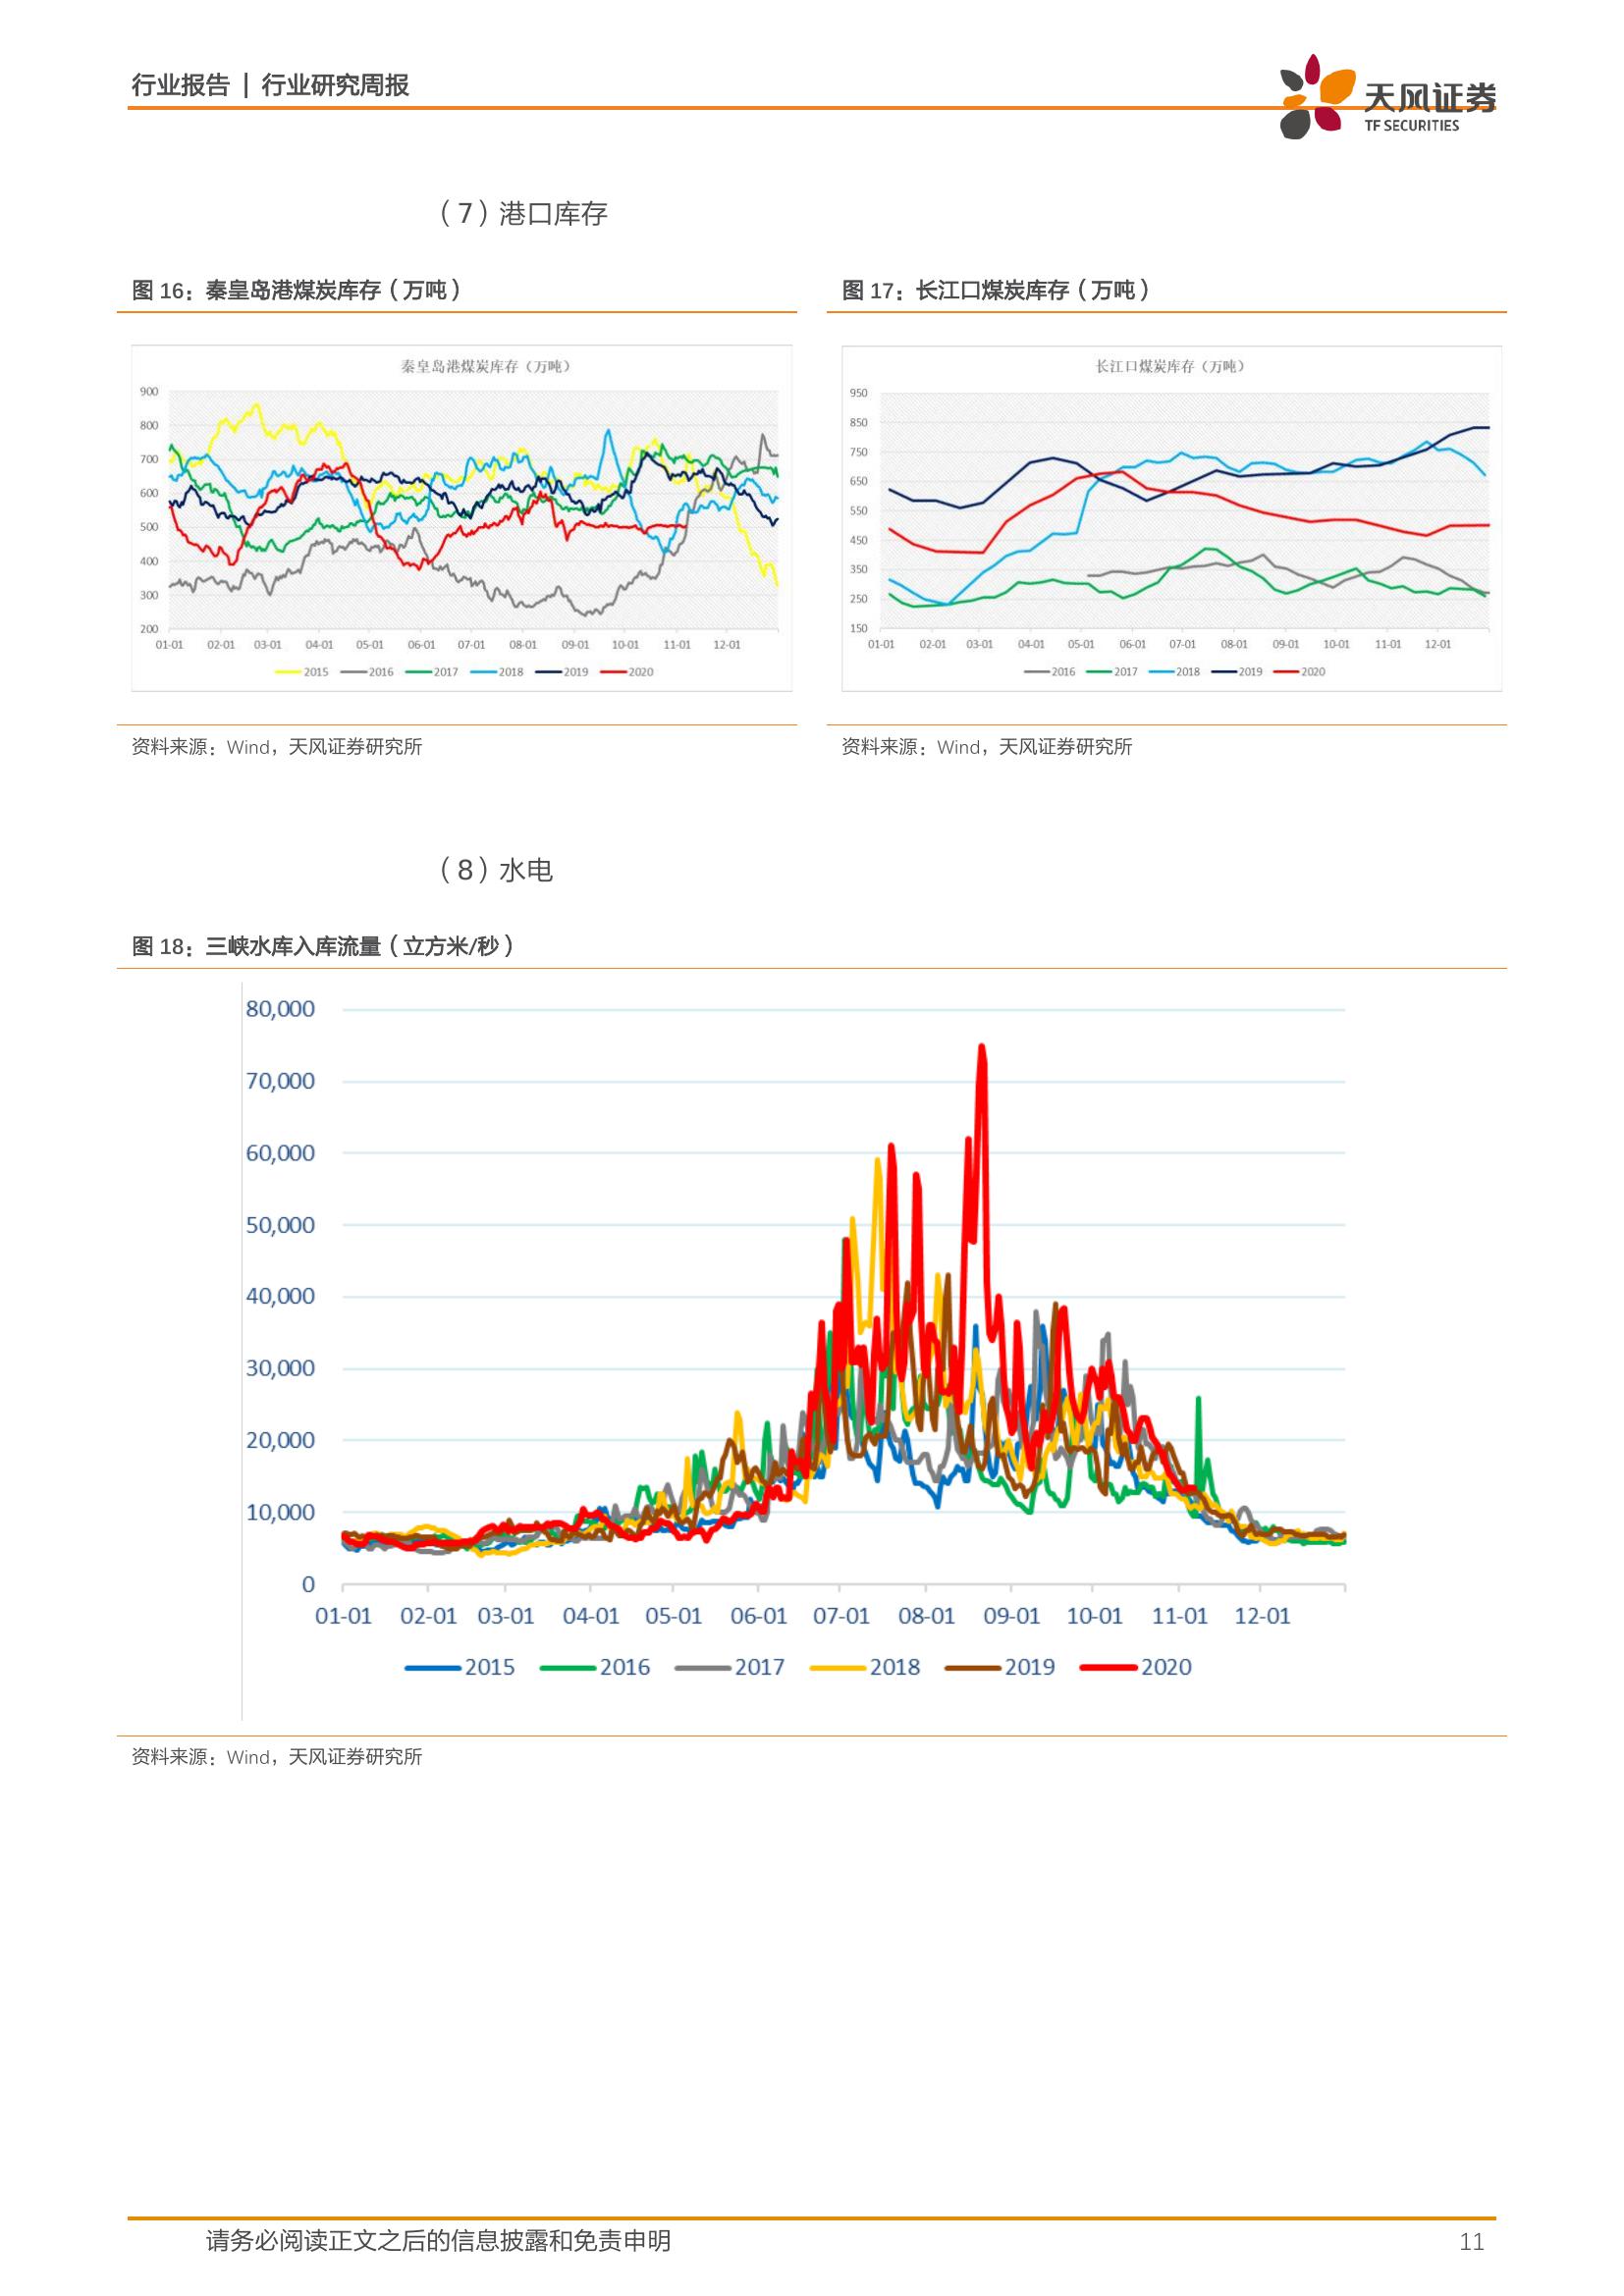 行业报告 | 行业研究周报
天风证券
TF SECURITIES
（7）港口库存
图 16：秦皇岛港煤炭库存（万吨）
秦皇岛港煤炭库存（万吨）
900
800
700
600
500
400
300
200
01-01 02-01 03-01 04-01 05-01 06-01 07-01 08-01 09-01 10-01 11-01 12-01
2015 2016 2017 2018 2019 2020
资料来源：Wind，天风证券研究所
图 17：长江口煤炭库存（万吨）
长江口煤炭库存（万吨）
950
850
750
650
550
450
350
250
150
01-01 02-01 03-01 04-01 05-01 06-01 07-01 08-01 09-01 10-01 11-01 12-01
2016 2017 2018 2019 2020
资料来源：Wind，天风证券研究所
（8）水电
图 18：三峡水库入库流量（立方米/秒）
80,000
70,000
60,000
50,000
40,000
30,000
20,000
10,000
0
01-01 02-01 03-01 04-01 05-01 06-01 07-01 08-01 09-01 10-01 11-01 12-01
2015 2016 2017 2018 2019 2020
资料来源：Wind，天风证券研究所
请务必阅读正文之后的信息披露和免责申明 11